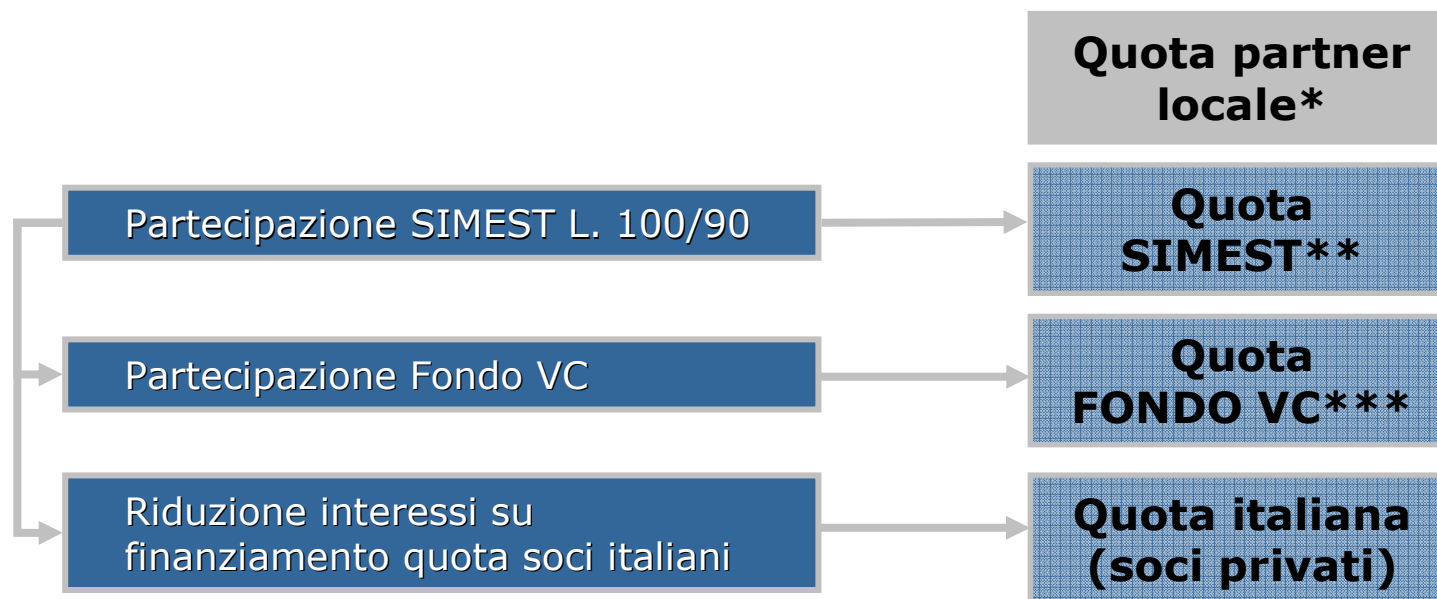 Quota partner
locale*
Partecipazione SIMEST L. 100/90
Quota
SIMEST**
Partecipazione Fondo VC
Quota
FONDO VC***
Riduzione interessi su
finanziamento quota soci italiani
Quota italiana
(soci privati)